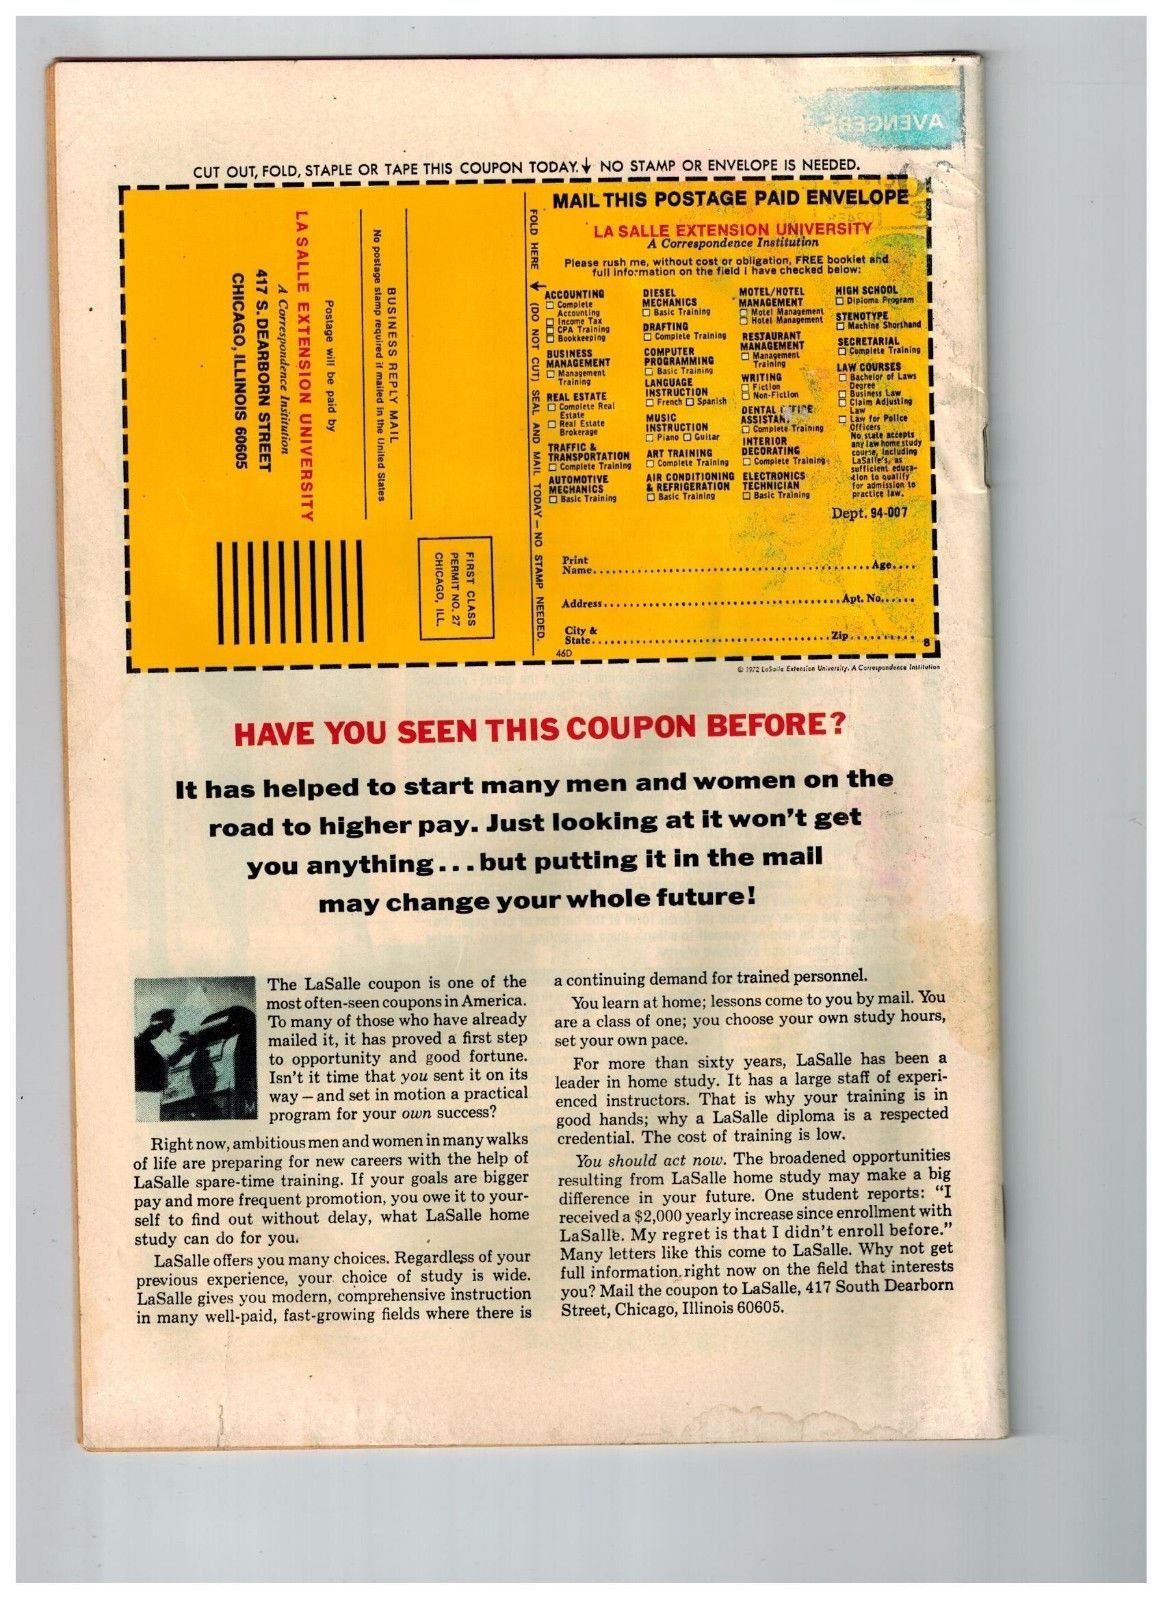 AVENGERS
CUT OUT, FOLD, STAPLE OR TAPE THIS COUPON TODAY. ↓ NO STAMP OR ENVELOPE IS NEEDED.
BUSINESS REPLY MAIL
No postage stamp required if mailed in the United States
Postage will be paid by
LA SALLE EXTENSION UNIVERSITY
A Correspondence Institution
417 S. DEARBORN STREET
CHICAGO, ILLINOIS 60605
FIRST CLASS
PERMIT NO. 27
CHICAGO, ILL.
FOLD HERE → (DO NOT CUT) SEAL AND MAIL TODAY — NO STAMP NEEDED.
MAIL THIS POSTAGE PAID ENVELOPE
LA SALLE EXTENSION UNIVERSITY
A Correspondence Institution
Please rush me, without cost or obligation, FREE booklet and
full information on the field I have checked below:
ACCOUNTING
☐ Complete
Accounting
☐ Income Tax
☐ CPA Training
☐ Bookkeeping
BUSINESS
MANAGEMENT
☐ Management
Training
REAL ESTATE
☐ Complete Real
Estate
☐ Real Estate
Brokerage
TRAFFIC &
TRANSPORTATION
☐ Complete Training
AUTOMOTIVE
MECHANICS
☐ Basic Training
DIESEL
MECHANICS
☐ Basic Training
DRAFTING
☐ Complete Training
COMPUTER
PROGRAMMING
☐ Basic Training
LANGUAGE
INSTRUCTION
☐ French ☐ Spanish
MUSIC
INSTRUCTION
☐ Piano ☐ Guitar
ART TRAINING
☐ Complete Training
AIR CONDITIONING
& REFRIGERATION
☐ Basic Training
MOTEL/HOTEL
MANAGEMENT
☐ Motel Management
☐ Hotel Management
RESTAURANT
MANAGEMENT
☐ Management
Training
WRITING
☐ Fiction
☐ Non-Fiction
DENTAL
☐ Complete Training
INTERIOR
DECORATING
☐ Complete Training
ELECTRONICS
TECHNICIAN
☐ Basic Training
HIGH SCHOOL
☐ Diploma Program
STENOTYPE
☐ Machine Shorthand
SECRETARIAL
☐ Complete Training
LAW COURSES
☐ Bachelor of Laws
Degree
☐ Business Law
☐ Claim Adjusting
Law
☐ Law for Police
Officers
No state accepts
any law home study
course, including
LaSalle's, as
sufficient educa-
tion to qualify
for admission to
practice law.
Dept. 94-007
Print
Name Age
Address Apt. No.
City &
State Zip
46D 8
© 1972 LaSalle Extension University. A Correspondence Institution
HAVE YOU SEEN THIS COUPON BEFORE?
It has helped to start many men and women on the
road to higher pay. Just looking at it won't get
you anything...but putting it in the mail
may change your whole future!
The LaSalle coupon is one of the
most often-seen coupons in America.
To many of those who have already
mailed it, it has proved a first step
to opportunity and good fortune.
Isn't it time that you sent it on its
way – and set in motion a practical
program for your own success?
Right now, ambitious men and women in many walks
of life are preparing for new careers with the help of
LaSalle spare-time training. If your goals are bigger
pay and more frequent promotion, you owe it to your-
self to find out without delay, what LaSalle home
study can do for you.
LaSalle offers you many choices. Regardless of your
previous experience, your choice of study is wide.
LaSalle gives you modern, comprehensive instruction
in many well-paid, fast-growing fields where there is
a continuing demand for trained personnel.
You learn at home; lessons come to you by mail. You
are a class of one; you choose your own study hours,
set your own pace.
For more than sixty years, LaSalle has been a
leader in home study. It has a large staff of experi-
enced instructors. That is why your training is in
good hands; why a LaSalle diploma is a respected
credential. The cost of training is low.
You should act now. The broadened opportunities
resulting from LaSalle home study may make a big
difference in your future. One student reports: "I
received a $2,000 yearly increase since enrollment with
LaSalle. My regret is that I didn't enroll before."
Many letters like this come to LaSalle. Why not get
full information right now on the field that interests
you? Mail the coupon to LaSalle, 417 South Dearborn
Street, Chicago, Illinois 60605.